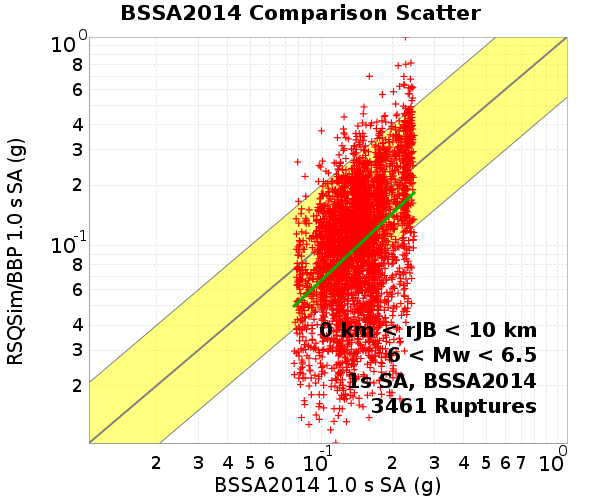 BSSA2014 Comparison Scatter
10^0
8
6
4
3
2
10^-1
8
6
4
3
2
RSQSim/BBP 1.0 s SA (g)
0 km < rJB < 10 km
6 < Mw < 6.5
1s SA, BSSA2014
3461 Ruptures
2 3 4 5 6 10^-1 2 3 4 5 6 7 10^0
BSSA2014 1.0 s SA (g)